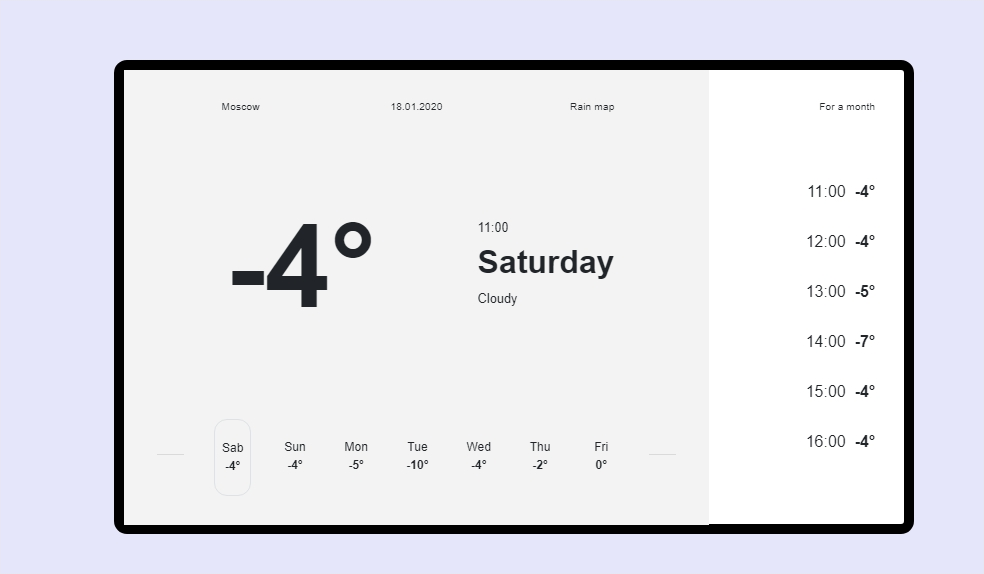 Moscow 18.01.2020 Rain map For a month
-4°
11:00
Saturday
Cloudy
11:00 -4°
12:00 -4°
13:00 -5°
14:00 -7°
15:00 -4°
16:00 -4°
Sab Sun Mon Tue Wed Thu Fri
-4° -4° -5° -10° -4° -2° 0°